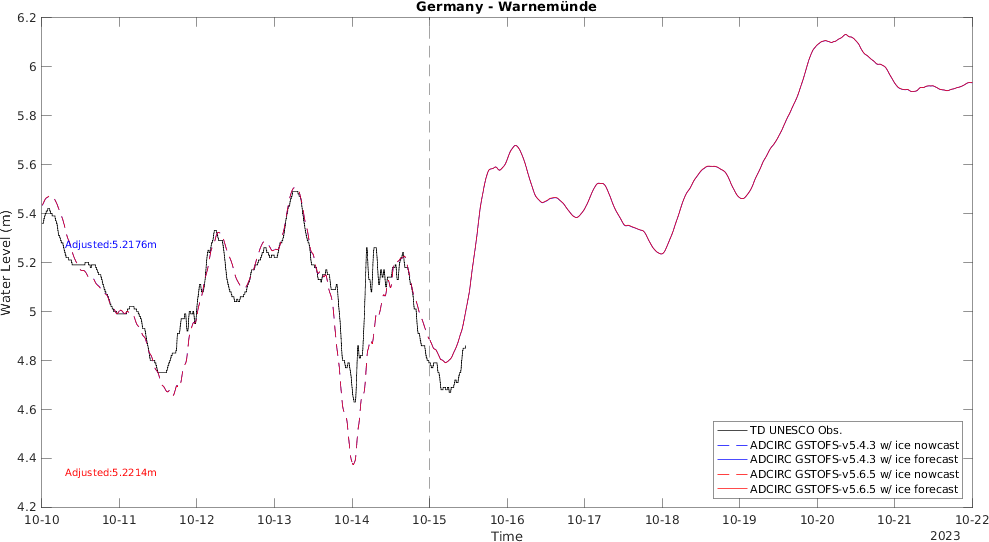 Germany - Warnemünde
6.2
6
5.8
5.6
5.4
5.2
5
4.8
4.6
4.4
4.2
Water Level (m)
Adjusted:5.2176m
Adjusted:5.2214m
TD UNESCO Obs.
ADCIRC GSTOFS-v5.4.3 w/ ice nowcast
ADCIRC GSTOFS-v5.4.3 w/ ice forecast
ADCIRC GSTOFS-v5.6.5 w/ ice nowcast
ADCIRC GSTOFS-v5.6.5 w/ ice forecast
10-10 10-11 10-12 10-13 10-14 10-15 10-16 10-17 10-18 10-19 10-20 10-21 10-22
Time
2023